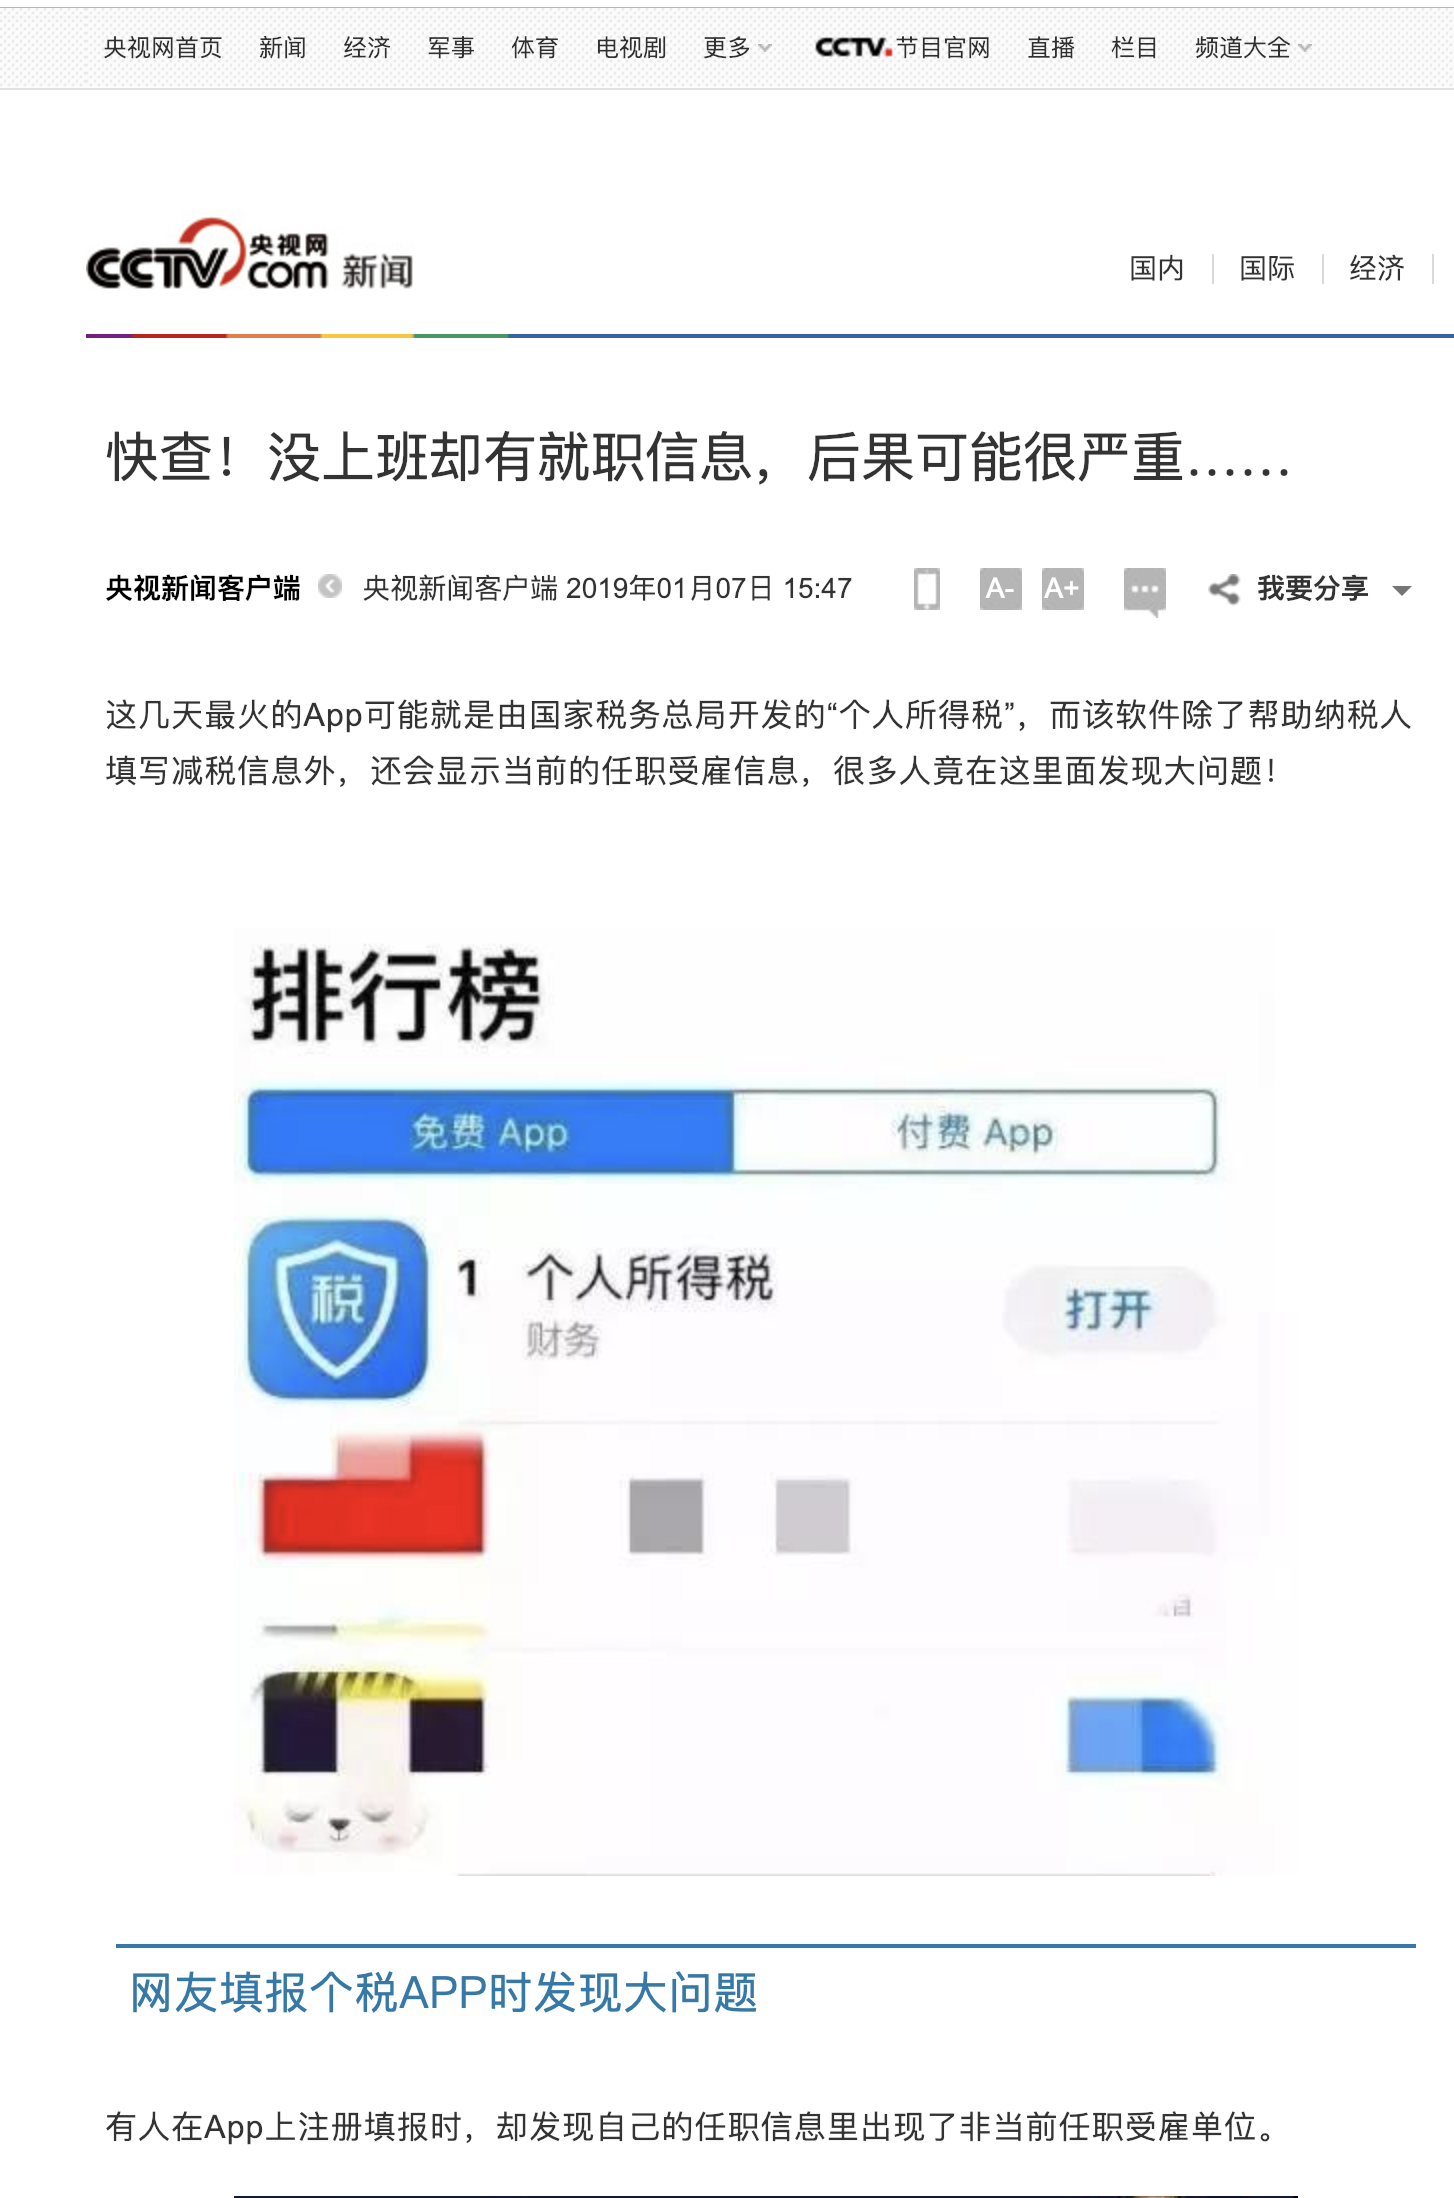 央视网首页 新闻 经济 军事 体育 电视剧 更多 CCTV.节目官网 直播 栏目 频道大全
CCTV.com 央视网 新闻
国内 国际 经济
快查！没上班却有就职信息，后果可能很严重……
央视新闻客户端 央视新闻客户端 2019年01月07日 15:47 A- A+ 我要分享
这几天最火的App可能就是由国家税务总局开发的“个人所得税”，而该软件除了帮助纳税人
填写减税信息外，还会显示当前的任职受雇信息，很多人竟在这里面发现大问题！
排行榜
免费 App 付费 App
税 1 个人所得税 打开
财务
网友填报个税APP时发现大问题
有人在App上注册填报时，却发现自己的任职信息里出现了非当前任职受雇单位。